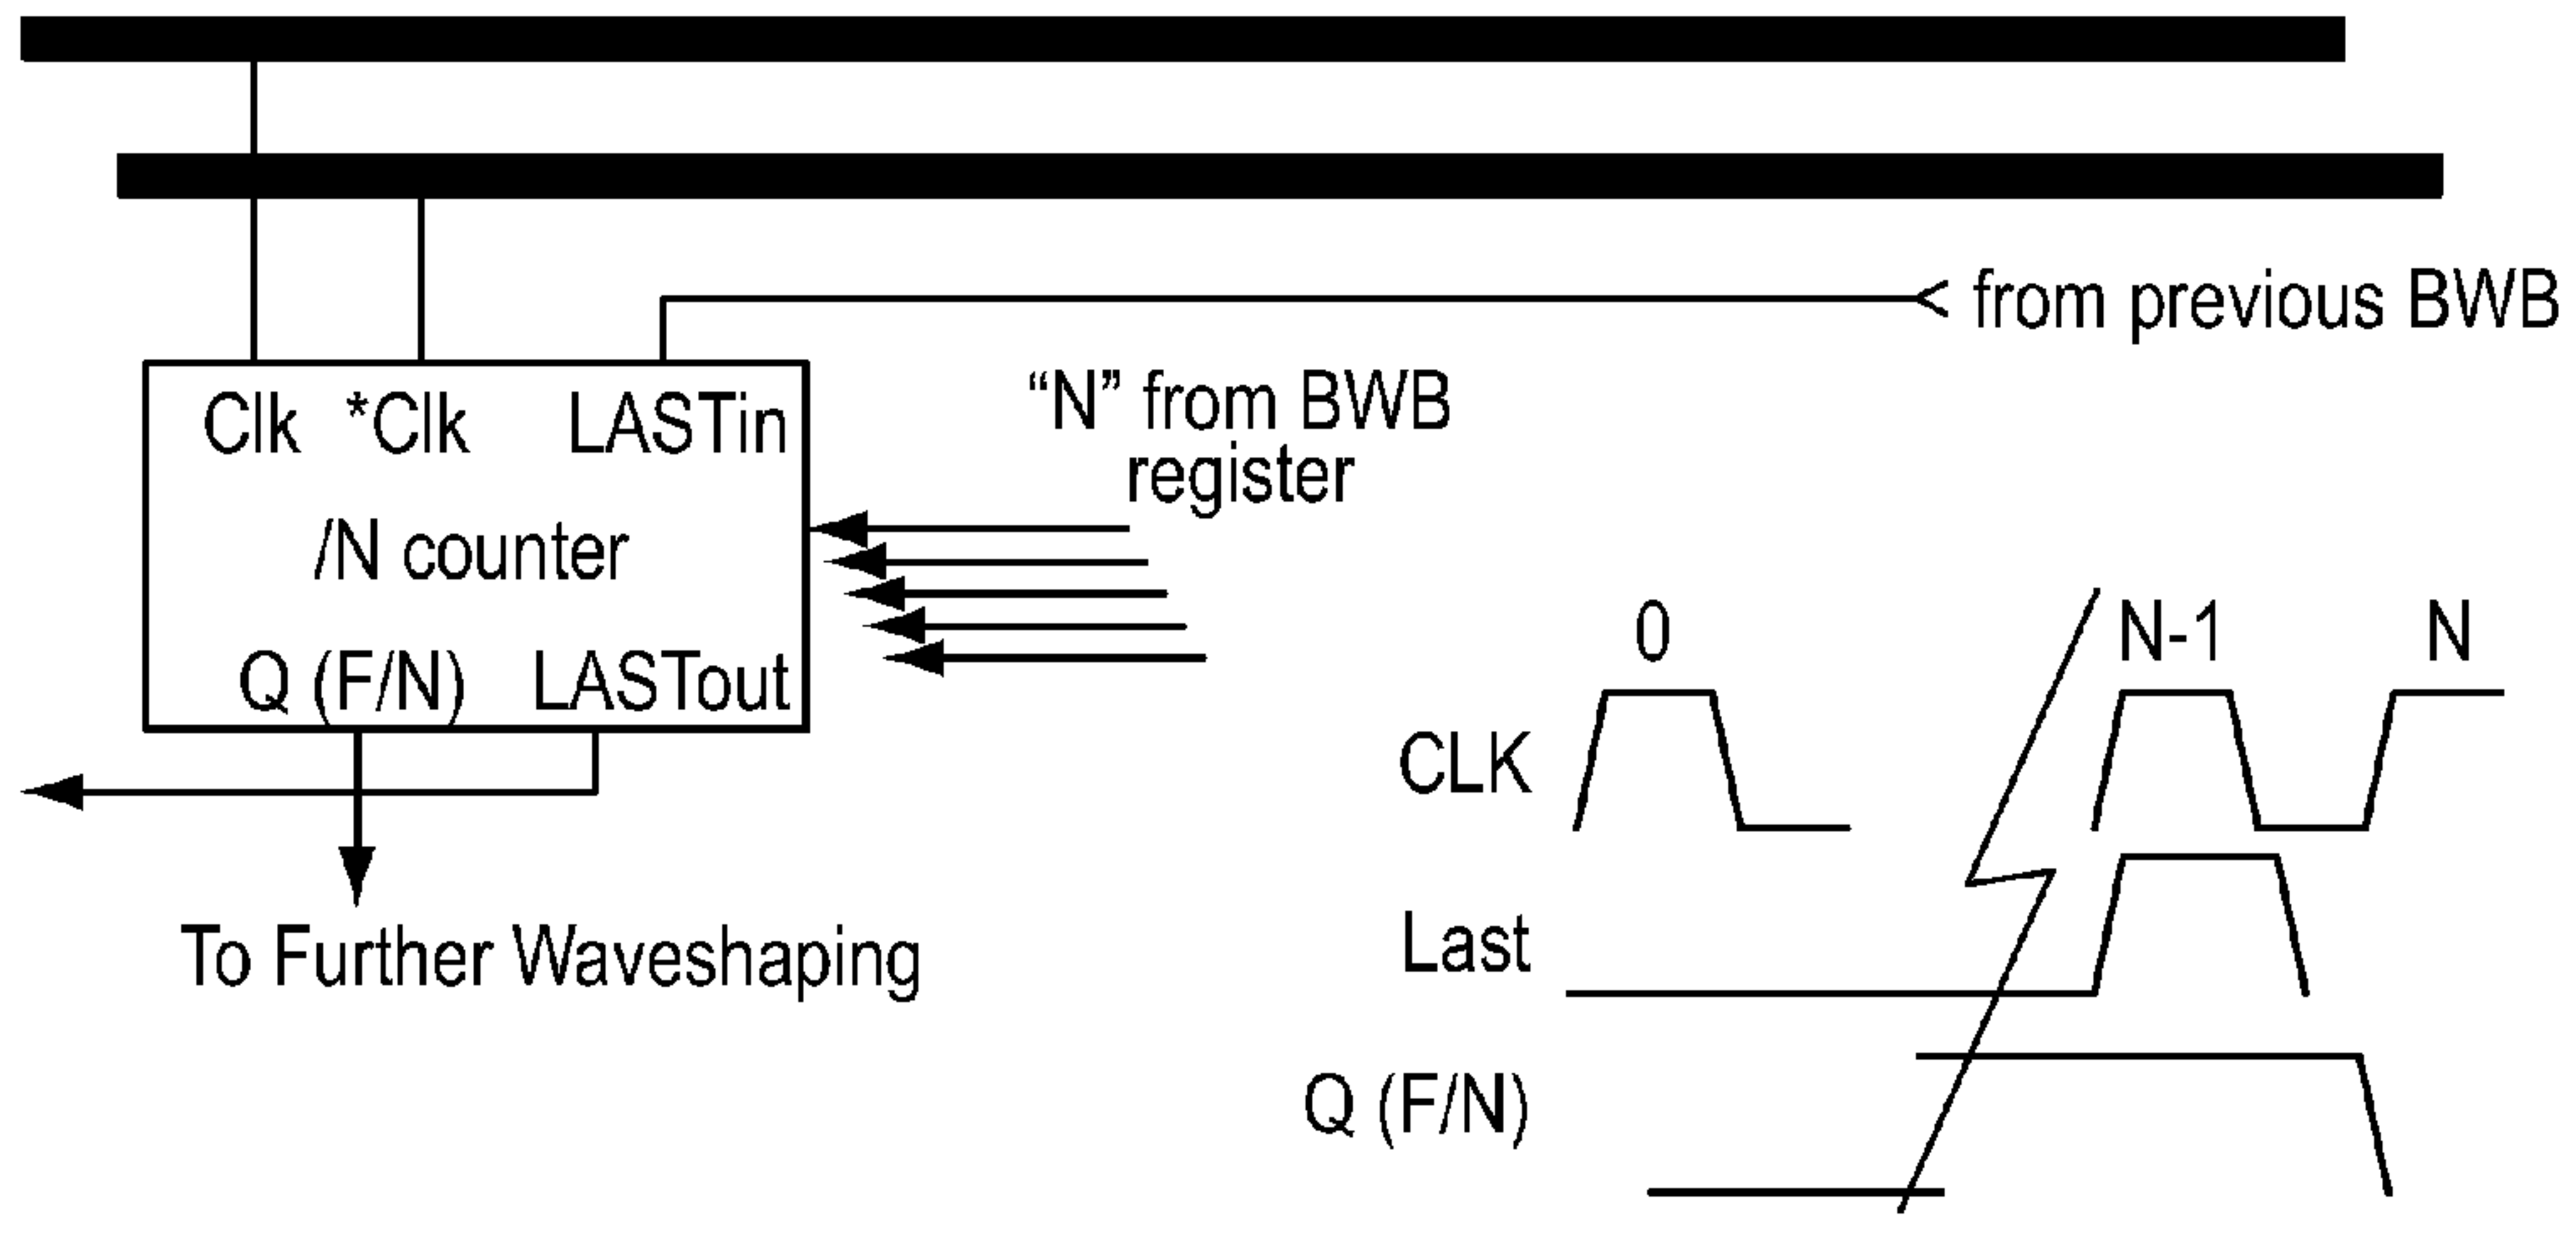 from previous BWB
Clk *Clk LASTin
"N" from BWB
register
/N counter
Q (F/N) LASTout
To Further Waveshaping
0 N-1 N
CLK
Last
Q (F/N)